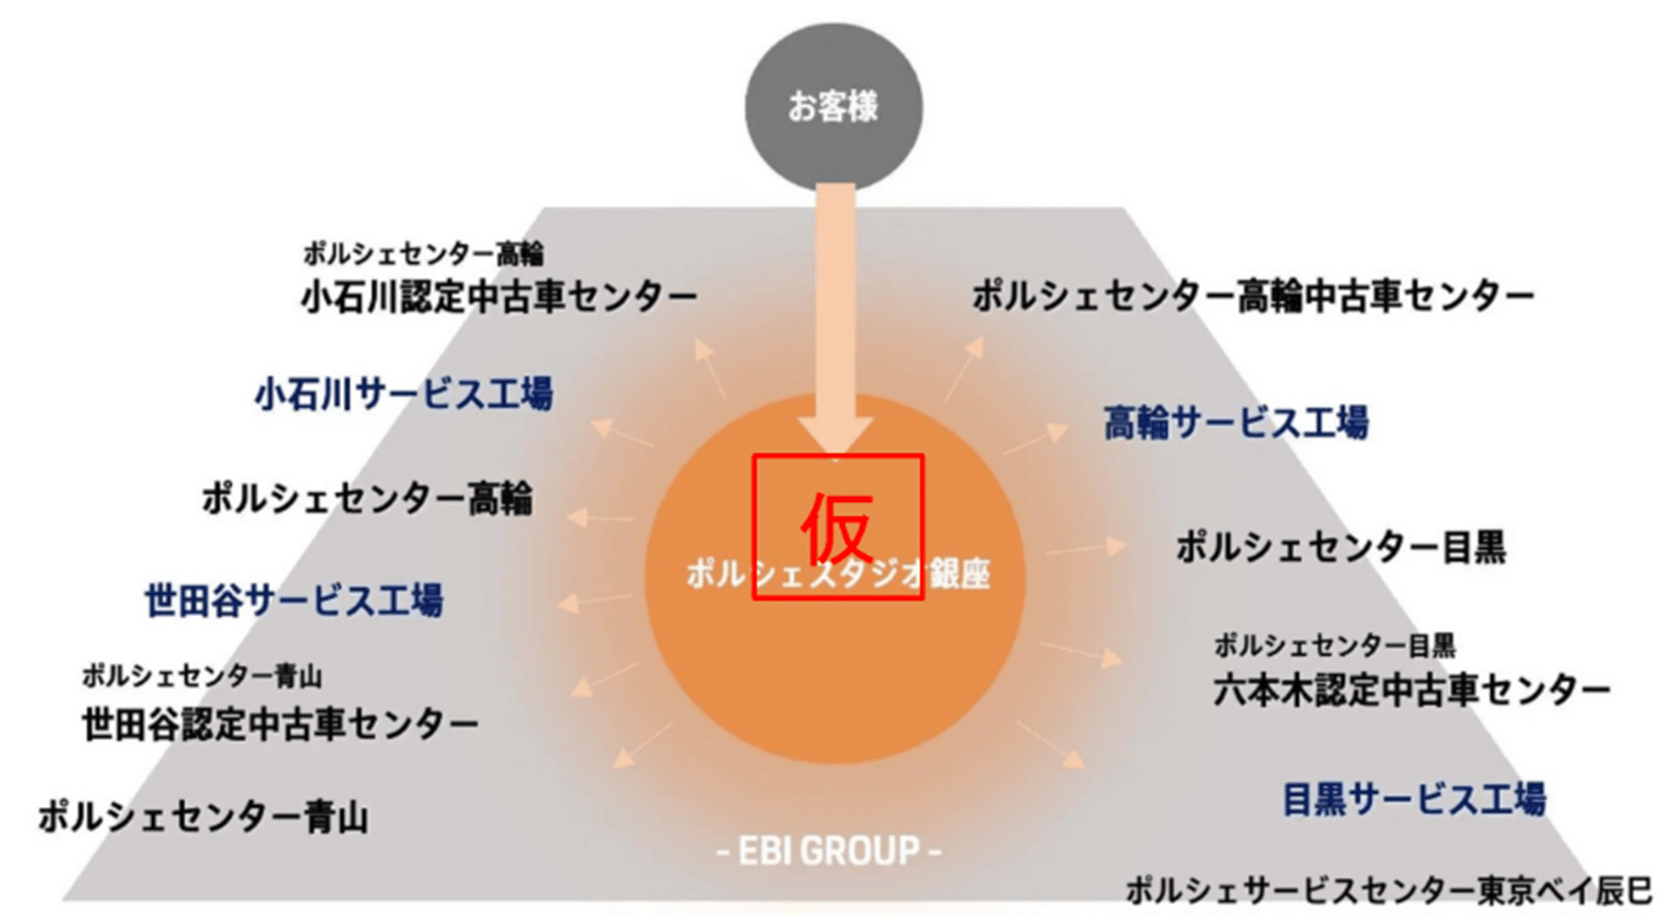 お客様
ポルシェセンター高輪
小石川認定中古車センター
ポルシェセンター高輪中古車センター
小石川サービス工場
高輪サービス工場
ポルシェセンター高輪
仮
ポルシェスタジオ銀座
ポルシェセンター目黒
世田谷サービス工場
ポルシェセンター青山
世田谷認定中古車センター
ポルシェセンター目黒
六本木認定中古車センター
ポルシェセンター青山
目黒サービス工場
- EBI GROUP -
ポルシェサービスセンター東京ベイ辰巳